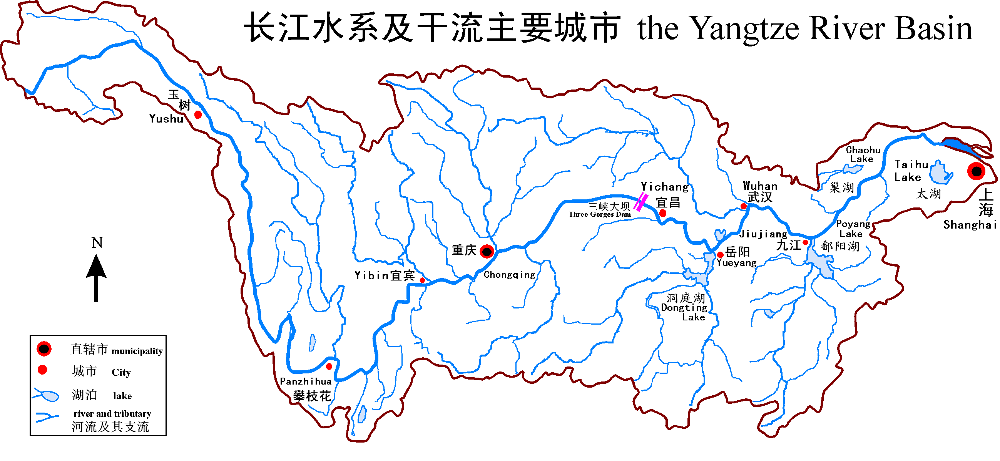 长江水系及干流主要城市 the Yangtze River Basin
玉树
Yushu
Chaohu
Lake
巢湖
Taihu
Lake
太湖
上海
Shanghai
Yichang
宜昌
三峡大坝
Three Gorges Dam
Wuhan
武汉
Jiujiang
九江
Poyang
Lake
鄱阳湖
岳阳
Yueyang
重庆
Chongqing
Yibin宜宾
洞庭湖
Dongting
Lake
Panzhihua
攀枝花
N
直辖市 municipality
城市 City
湖泊 lake
river and tributary
河流及其支流